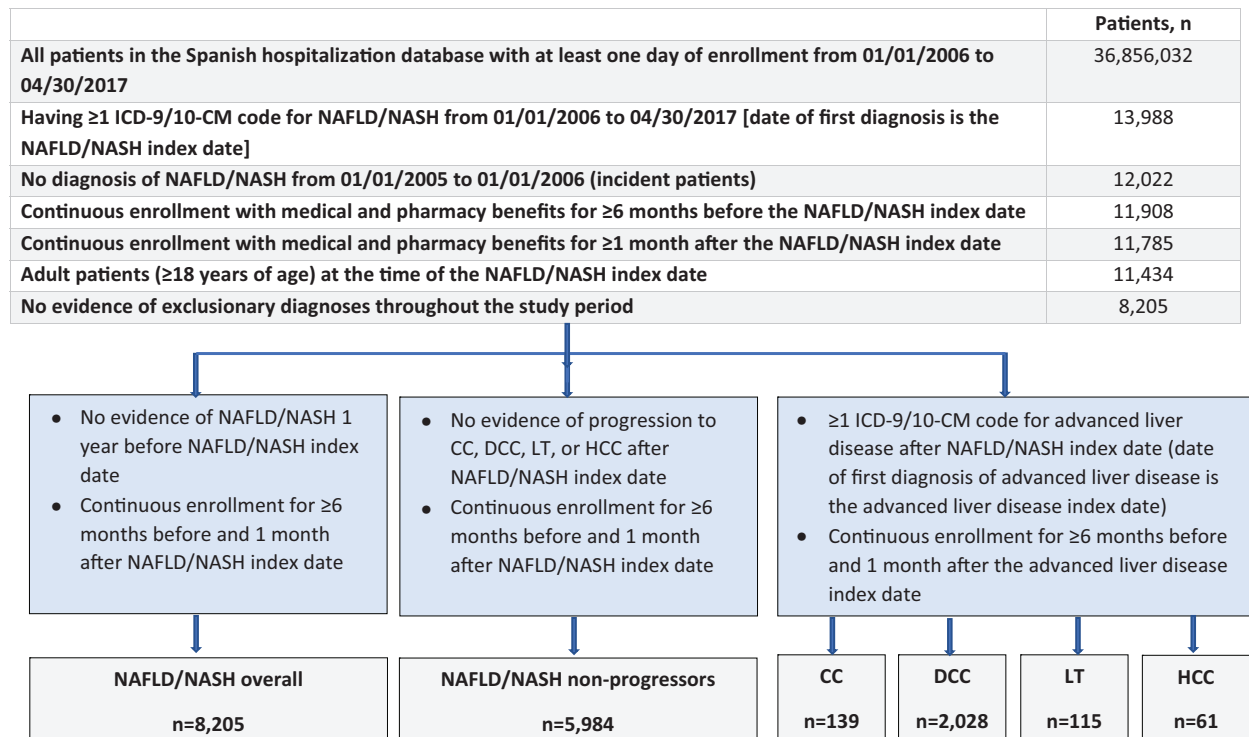 Patients, n
All patients in the Spanish hospitalization database with at least one day of enrollment from 01/01/2006 to
04/30/2017
36,856,032
Having ≥1 ICD-9/10-CM code for NAFLD/NASH from 01/01/2006 to 04/30/2017 [date of first diagnosis is the
NAFLD/NASH index date]
13,988
No diagnosis of NAFLD/NASH from 01/01/2005 to 01/01/2006 (incident patients)
12,022
Continuous enrollment with medical and pharmacy benefits for ≥6 months before the NAFLD/NASH index date
11,908
Continuous enrollment with medical and pharmacy benefits for ≥1 month after the NAFLD/NASH index date
11,785
Adult patients (≥18 years of age) at the time of the NAFLD/NASH index date
11,434
No evidence of exclusionary diagnoses throughout the study period
8,205
● No evidence of NAFLD/NASH 1
year before NAFLD/NASH index
date
● Continuous enrollment for ≥6
months before and 1 month
after NAFLD/NASH index date
● No evidence of progression to
CC, DCC, LT, or HCC after
NAFLD/NASH index date
● Continuous enrollment for ≥6
months before and 1 month
after NAFLD/NASH index date
● ≥1 ICD-9/10-CM code for advanced liver
disease after NAFLD/NASH index date (date
of first diagnosis of advanced liver disease is
the advanced liver disease index date)
● Continuous enrollment for ≥6 months before
and 1 month after the advanced liver disease
index date
NAFLD/NASH overall
n=8,205
NAFLD/NASH non-progressors
n=5,984
CC
n=139
DCC
n=2,028
LT
n=115
HCC
n=61